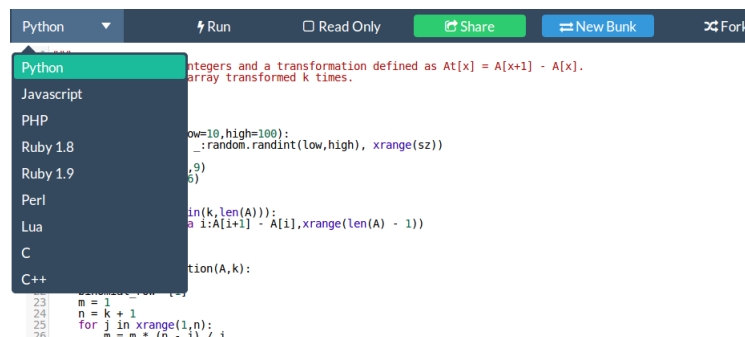 Python Run Read Only Share New Bunk Fork
Python
Javascript
PHP
Ruby 1.8
Ruby 1.9
Perl
Lua
C
C++
ntegers and a transformation defined as At[x] = A[x+1] - A[x].
array transformed k times.
ow=10,high=100):
_:random.randint(low,high), xrange(sz))
,9)
6)
in(k,len(A))):
a i:A[i+1] - A[i],xrange(len(A) - 1))
tion(A,k):
23 m = 1
24 n = k + 1
25 for j in xrange(1,n):
26 m = m * (n - j) / j